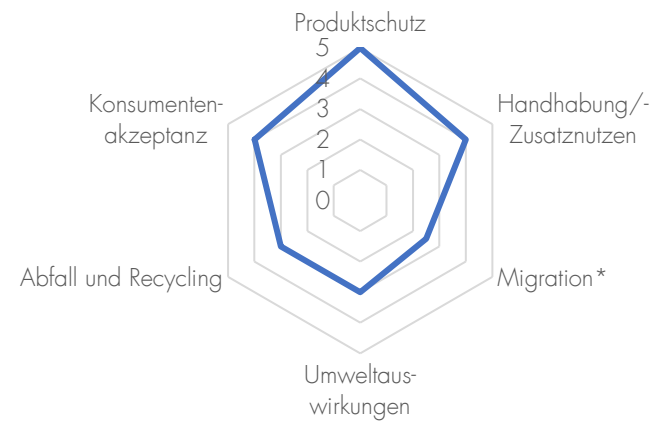 Produktschutz
5
4
3
2
1
0
Handhabung/-
Zusatznutzen
Migration*
Umweltaus-
wirkungen
Abfall und Recycling
Konsumenten-
akzeptanz